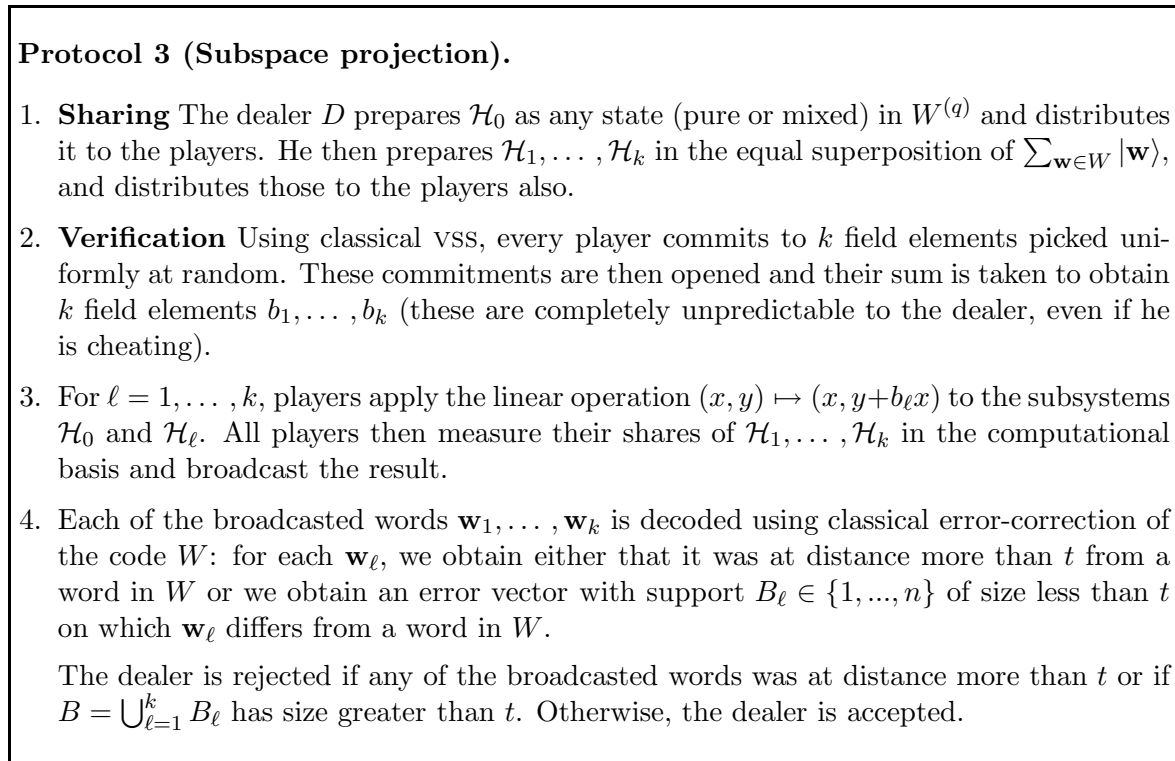 Protocol 3 (Subspace projection).
1. Sharing The dealer D prepares ℋ₀ as any state (pure or mixed) in W⁽q⁾ and distributes
it to the players. He then prepares ℋ₁, . . . , ℋₖ in the equal superposition of ∑_{𝐰∈W} |𝐰⟩,
and distributes those to the players also.
2. Verification Using classical VSS, every player commits to k field elements picked uni-
formly at random. These commitments are then opened and their sum is taken to obtain
k field elements b₁, . . . , bₖ (these are completely unpredictable to the dealer, even if he
is cheating).
3. For ℓ = 1, . . . , k, players apply the linear operation (x, y) ↦ (x, y+b_ℓx) to the subsystems
ℋ₀ and ℋ_ℓ. All players then measure their shares of ℋ₁, . . . , ℋₖ in the computational
basis and broadcast the result.
4. Each of the broadcasted words 𝐰₁, . . . , 𝐰ₖ is decoded using classical error-correction of
the code W: for each 𝐰_ℓ, we obtain either that it was at distance more than t from a
word in W or we obtain an error vector with support B_ℓ ∈ {1, ..., n} of size less than t
on which 𝐰_ℓ differs from a word in W.
The dealer is rejected if any of the broadcasted words was at distance more than t or if
B = ⋃_{ℓ=1}^{k} B_ℓ has size greater than t. Otherwise, the dealer is accepted.